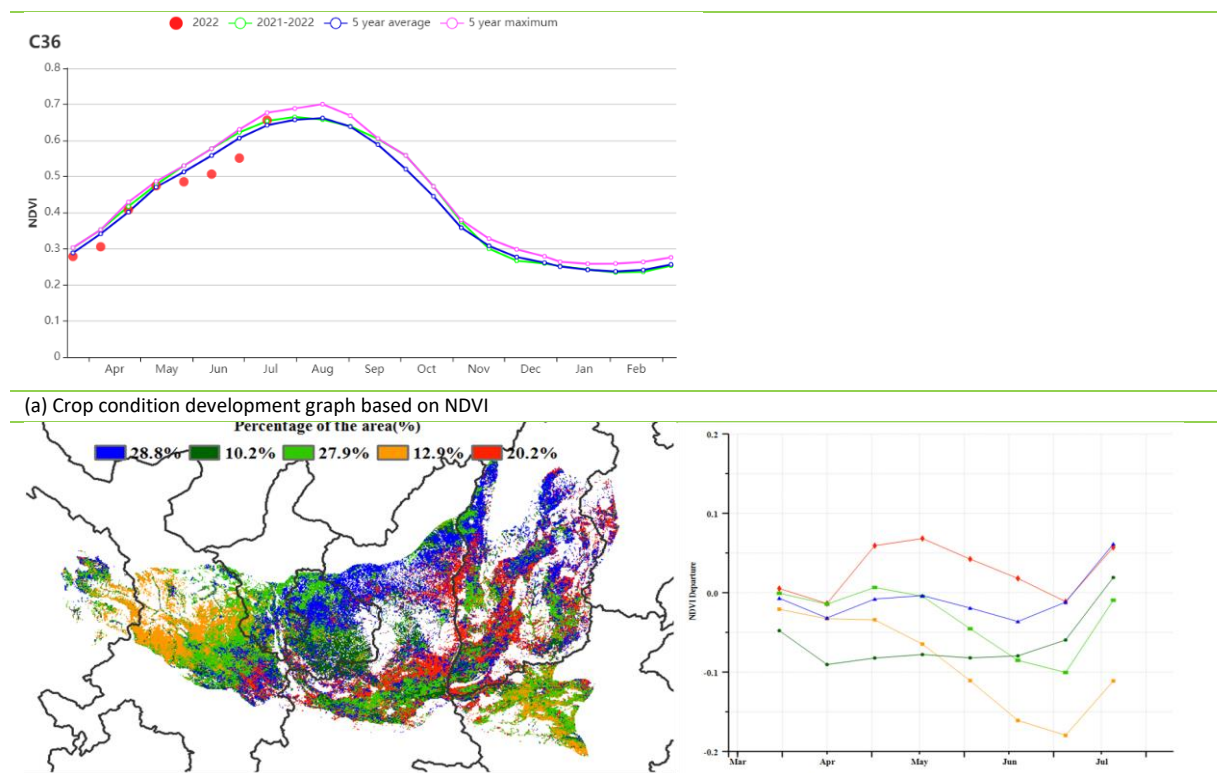 2022 2021-2022 5 year average 5 year maximum
C36
0.8
0.7
0.6
0.5
0.4
0.3
0.2
0.1
0
NDVI
Apr May Jun Jul Aug Sep Oct Nov Dec Jan Feb
(a) Crop condition development graph based on NDVI
Percentage of the area(%)
28.8% 10.2% 27.9% 12.9% 20.2%
0.2
0.1
0.0
-0.1
-0.2
NDVI Departure
Mar Apr May Jun Jul